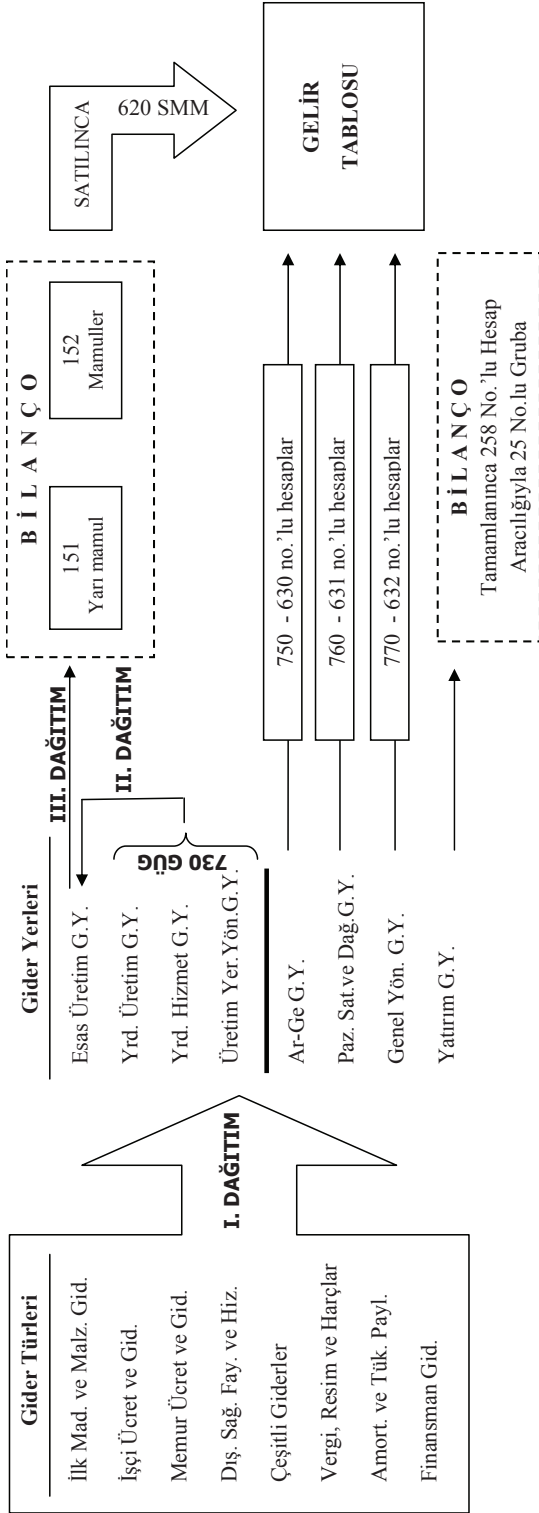 Gider Türleri
İlk Mad. ve Malz. Gid.
İşçi Ücret ve Gid.
Memur Ücret ve Gid.
Dış. Sağ. Fay. ve Hiz.
Çeşitli Giderler
Vergi, Resim ve Harçlar
Amort. ve Tük. Payl.
Finansman Gid.
I. DAĞITIM
Gider Yerleri
Esas Üretim G.Y.
Yrd. Üretim G.Y.
Yrd. Hizmet G.Y.
Üretim Yer.Yön.G.Y.
Ar-Ge G.Y.
Paz. Sat.ve Dağ.G.Y.
Genel Yön. G.Y.
Yatırım G.Y.
730 GÜG
III. DAĞITIM
II. DAĞITIM
BİLANÇO
151
Yarı mamul
152
Mamuller
SATILINCA
620 SMM
750 - 630 no.’lu hesaplar
760 - 631 no.’lu hesaplar
770 - 632 no.’lu hesaplar
GELİR
TABLOSU
BİLANÇO
Tamamlanınca 258 No.’lu Hesap
Aracılığıyla 25 No.lu Gruba